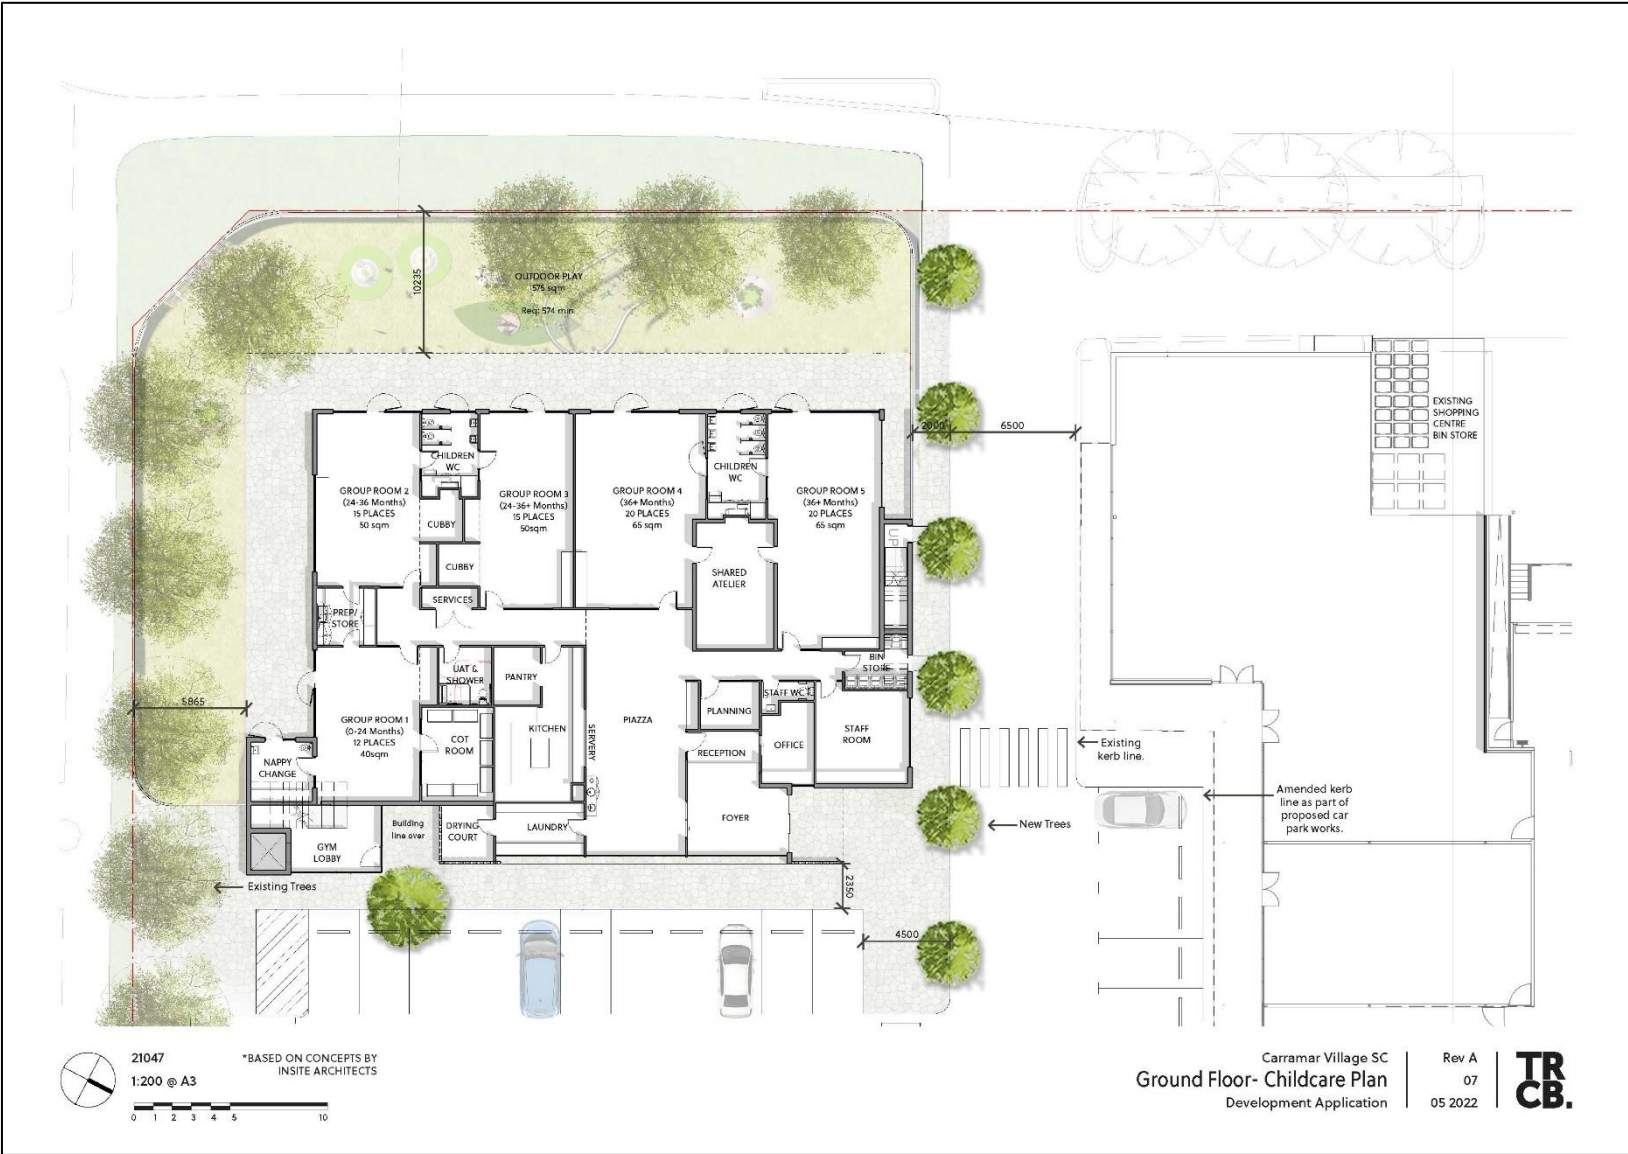 OUTDOOR PLAY
575 sqm
Req: 574 min.
10235
EXISTING
SHOPPING
CENTRE
BIN STORE
2000
6500
CHILDREN
WC
CHILDREN
WC
GROUP ROOM 2
(24-36 Months)
15 PLACES
50 sqm
GROUP ROOM 3
(24-36+ Months)
15 PLACES
50sqm
GROUP ROOM 4
(36+ Months)
20 PLACES
65 sqm
GROUP ROOM 5
(36+ Months)
20 PLACES
65 sqm
CUBBY
CUBBY
UP
SHARED
ATELIER
SERVICES
PREP/
STORE
UAT &
SHOWER
PANTRY
BIN
STORE
STAFF WC
5865
PLANNING
GROUP ROOM 1
(0-24 Months)
12 PLACES
40sqm
COT
ROOM
KITCHEN
SERVERY
PIAZZA
STAFF
ROOM
OFFICE
RECEPTION
Existing
kerb line.
NAPPY
CHANGE
Amended kerb
line as part of
proposed car
park works.
Building
line over
DRYING
COURT
LAUNDRY
FOYER
New Trees
GYM
LOBBY
Existing Trees
2350
4500
21047
1:200 @ A3
*BASED ON CONCEPTS BY
INSITE ARCHITECTS
0 1 2 3 4 5 10
Carramar Village SC
Ground Floor- Childcare Plan
Development Application
Rev A
07
05 2022
TR
CB.